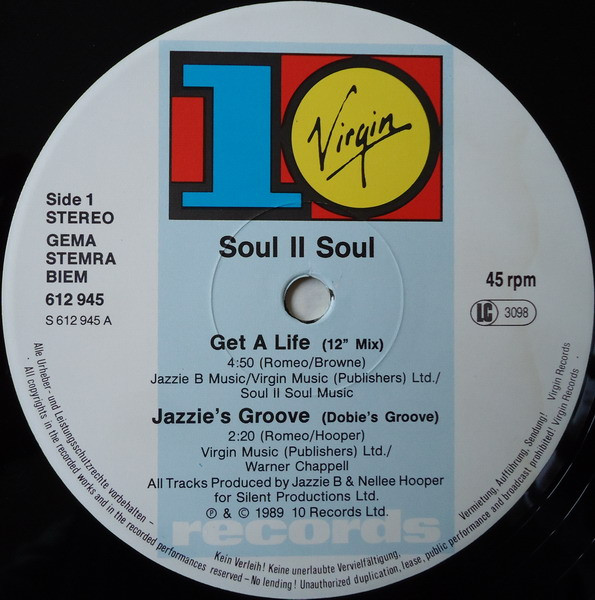 10
Virgin
Side 1
STEREO
GEMA
STEMRA
BIEM
612 945
S 612 945 A
Soul II Soul
45 rpm
LC 3098
Get A Life (12" Mix)
4:50 (Romeo/Browne)
Jazzie B Music/Virgin Music (Publishers) Ltd./
Soul II Soul Music
Jazzie's Groove (Dobie's Groove)
2:20 (Romeo/Hooper)
Virgin Music (Publishers) Ltd./
Warner Chappell
All Tracks Produced by Jazzie B & Nellee Hooper
for Silent Productions Ltd.
℗ & © 1989 10 Records Ltd.
records
Alle Urheber- und Leistungsschutzrechte vorbehalten – Kein Verleih! Keine unerlaubte Vervielfältigung, Vermietung, Aufführung, Sendung! Virgin Records
All copyrights in the recorded works and in the recorded performances reserved – No lending! Unauthorized duplication, lease, public performance and broadcast prohibited! Virgin Records